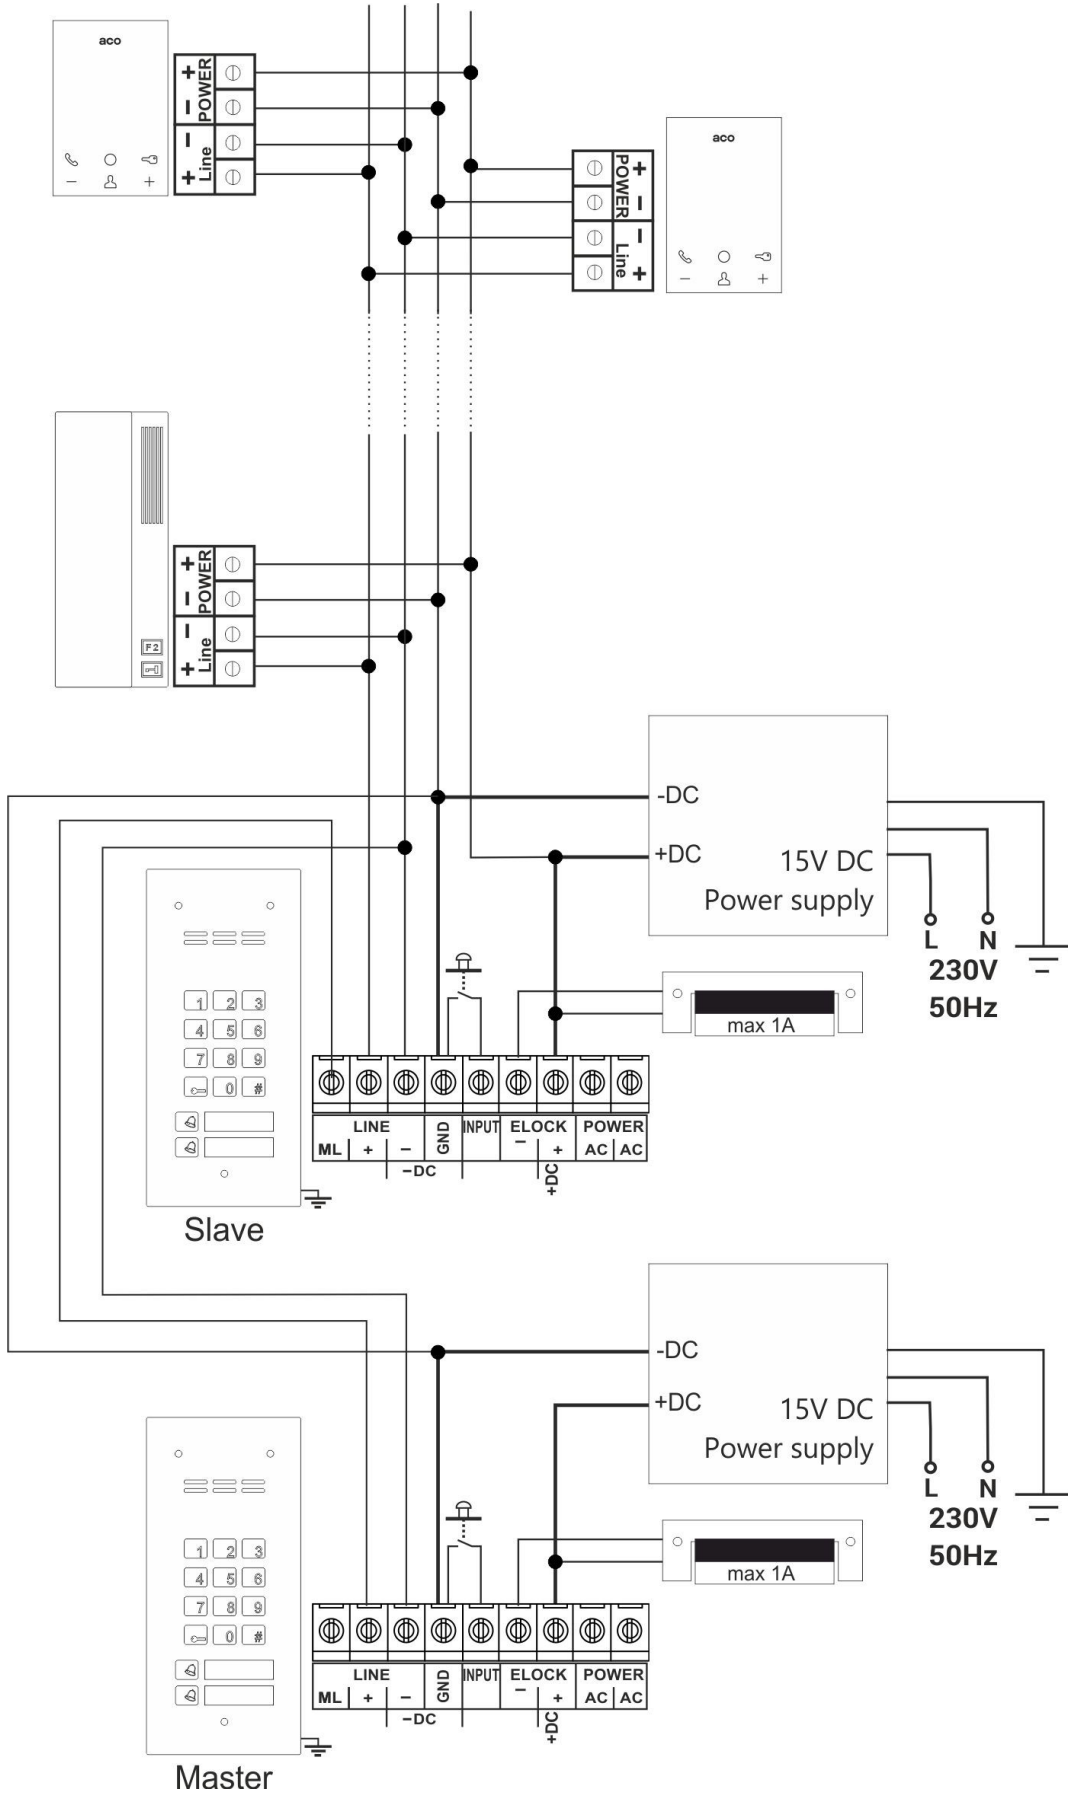 aco
+ − POWER
− + Line
− +
aco
POWER + −
Line − +
− +
+ − POWER
− + Line
F2
-DC
+DC
15V DC
Power supply
L N
230V
50Hz
max 1A
1 2 3
4 5 6
7 8 9
0 #
LINE GND INPUT ELOCK POWER
ML + − − + AC AC
−DC +DC
Slave
-DC
+DC
15V DC
Power supply
L N
230V
50Hz
max 1A
1 2 3
4 5 6
7 8 9
0 #
LINE GND INPUT ELOCK POWER
ML + − − + AC AC
−DC +DC
Master